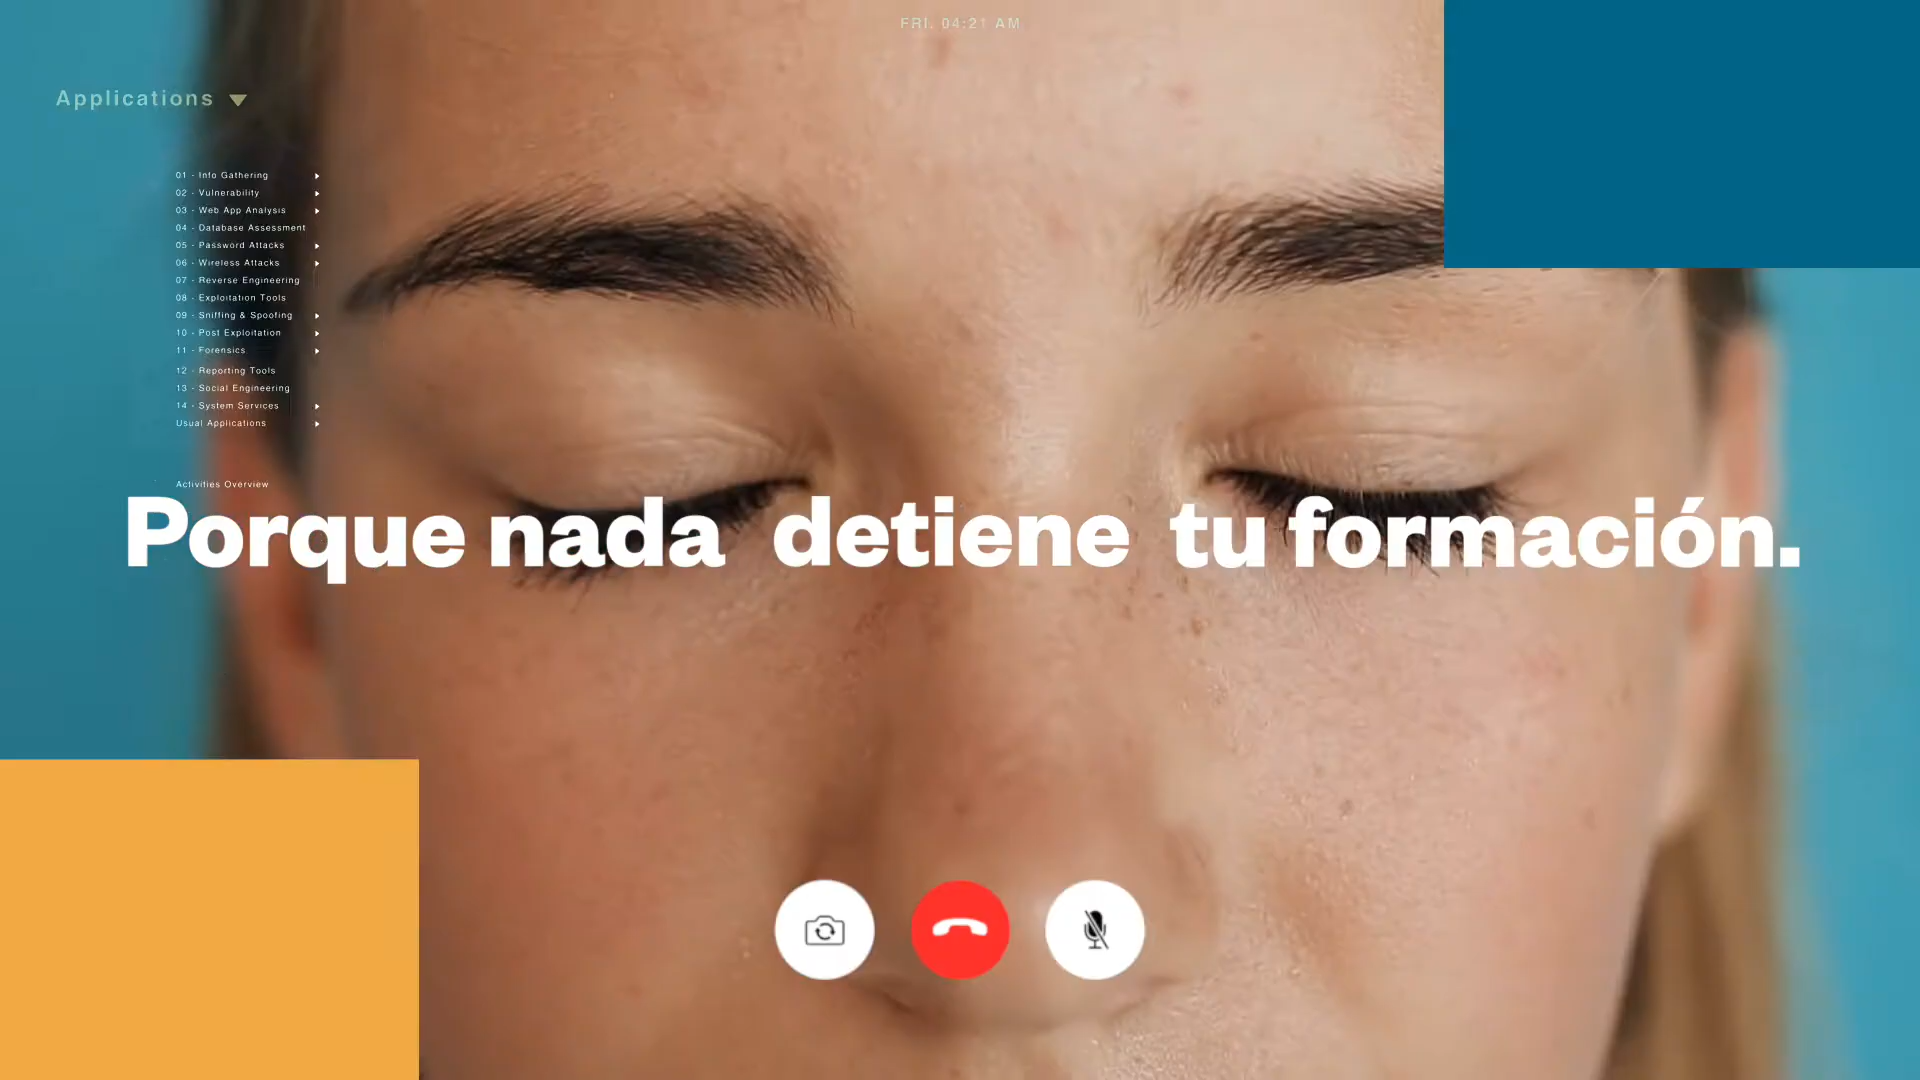 FRI. 04:21 AM
Applications
01 - Info Gathering
02 - Vulnerability
03 - Web App Analysis
04 - Database Assessment
05 - Password Attacks
06 - Wireless Attacks
07 - Reverse Engineering
08 - Exploitation Tools
09 - Sniffing & Spoofing
10 - Post Exploitation
11 - Forensics
12 - Reporting Tools
13 - Social Engineering
14 - System Services
Usual Applications
Activities Overview
Porque nada detiene tu formación.